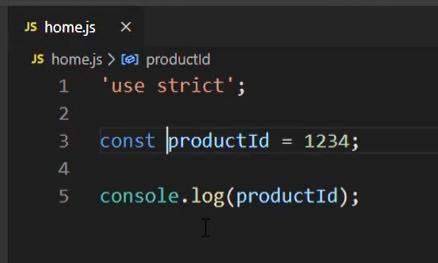 JS home.js ×
JS home.js > productId
1 'use strict';
2
3 const productId = 1234;
4
5 console.log(productId);